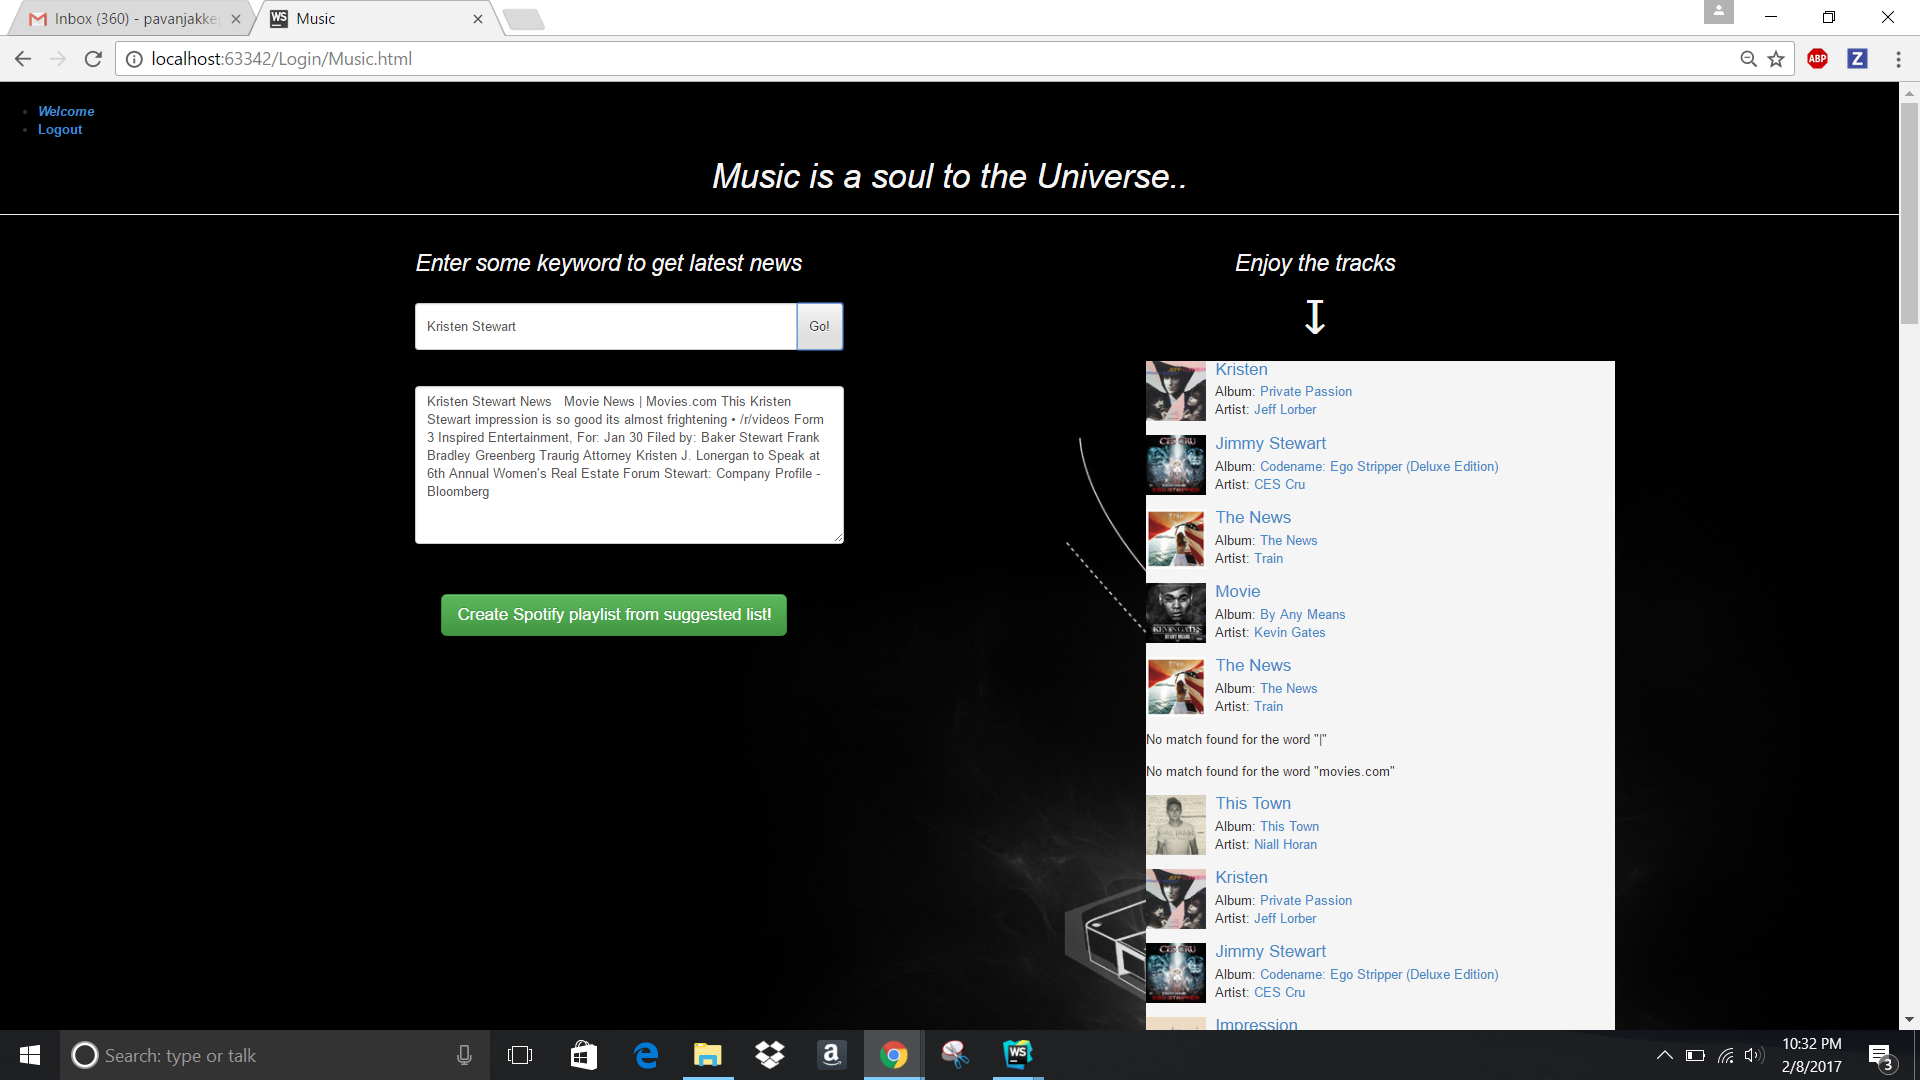 Inbox (360) - pavanjakke
Music
localhost:63342/Login/Music.html
ABP
Z
Welcome
Logout
Music is a soul to the Universe..
Enter some keyword to get latest news
Kristen Stewart
Go!
Kristen Stewart News   Movie News | Movies.com This Kristen
Stewart impression is so good its almost frightening • /r/videos Form
3 Inspired Entertainment, For: Jan 30 Filed by: Baker Stewart Frank
Bradley Greenberg Traurig Attorney Kristen J. Lonergan to Speak at
6th Annual Women's Real Estate Forum Stewart: Company Profile -
Bloomberg
Create Spotify playlist from suggested list!
Enjoy the tracks
Kristen
Album: Private Passion
Artist: Jeff Lorber
Jimmy Stewart
Album: Codename: Ego Stripper (Deluxe Edition)
Artist: CES Cru
The News
Album: The News
Artist: Train
Movie
Album: By Any Means
Artist: Kevin Gates
The News
Album: The News
Artist: Train
No match found for the word "|"
No match found for the word "movies.com"
This Town
Album: This Town
Artist: Niall Horan
Kristen
Album: Private Passion
Artist: Jeff Lorber
Jimmy Stewart
Album: Codename: Ego Stripper (Deluxe Edition)
Artist: CES Cru
Impression
Search: type or talk
10:32 PM
2/8/2017
3